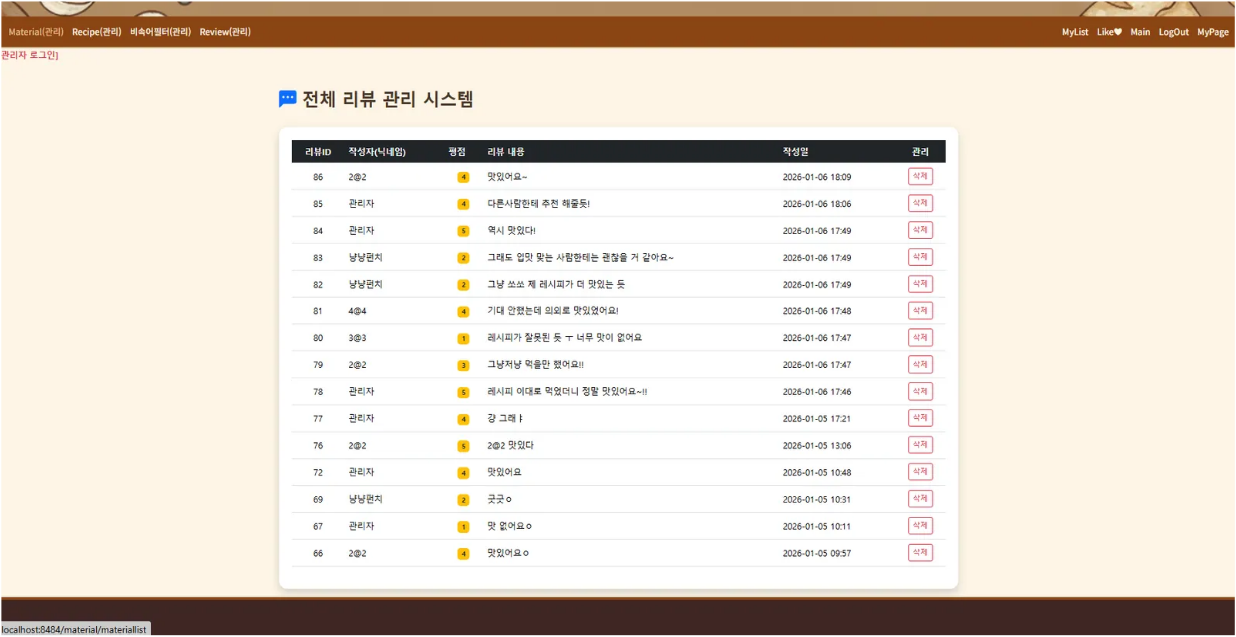 Material(관리) Recipe(관리) 비속어필터(관리) Review(관리) MyList Like♥ Main LogOut MyPage
관리자 로그인]
전체 리뷰 관리 시스템
리뷰ID 작성자(닉네임) 평점 리뷰 내용 작성일 관리
86 2@2 4 맛있어요~ 2026-01-06 18:09 삭제
85 관리자 4 다른사람한테 추천 해줄듯! 2026-01-06 18:06 삭제
84 관리자 5 역시 맛있다! 2026-01-06 17:49 삭제
83 냥냥펀치 2 그래도 입맛 맞는 사람한테는 괜찮을 거 같아요~ 2026-01-06 17:49 삭제
82 냥냥펀치 2 그냥 쏘쏘 제 레시피가 더 맛있는 듯 2026-01-06 17:49 삭제
81 4@4 4 기대 안했는데 의외로 맛있었어요! 2026-01-06 17:48 삭제
80 3@3 1 레시피가 잘못된 듯 ㅜ 너무 맛이 없어요 2026-01-06 17:47 삭제
79 2@2 3 그냥저냥 먹을만 했어요!! 2026-01-06 17:47 삭제
78 관리자 5 레시피 이대로 먹었더니 정말 맛있어요~!! 2026-01-06 17:46 삭제
77 관리자 4 걍 그래ㅑ 2026-01-05 17:21 삭제
76 2@2 5 2@2 맛있다 2026-01-05 13:06 삭제
72 관리자 4 맛있어요 2026-01-05 10:48 삭제
69 냥냥펀치 2 굿굿ㅇ 2026-01-05 10:31 삭제
67 관리자 1 맛 없어요ㅇ 2026-01-05 10:11 삭제
66 2@2 4 맛있어요ㅇ 2026-01-05 09:57 삭제
localhost:8484/material/materiallist